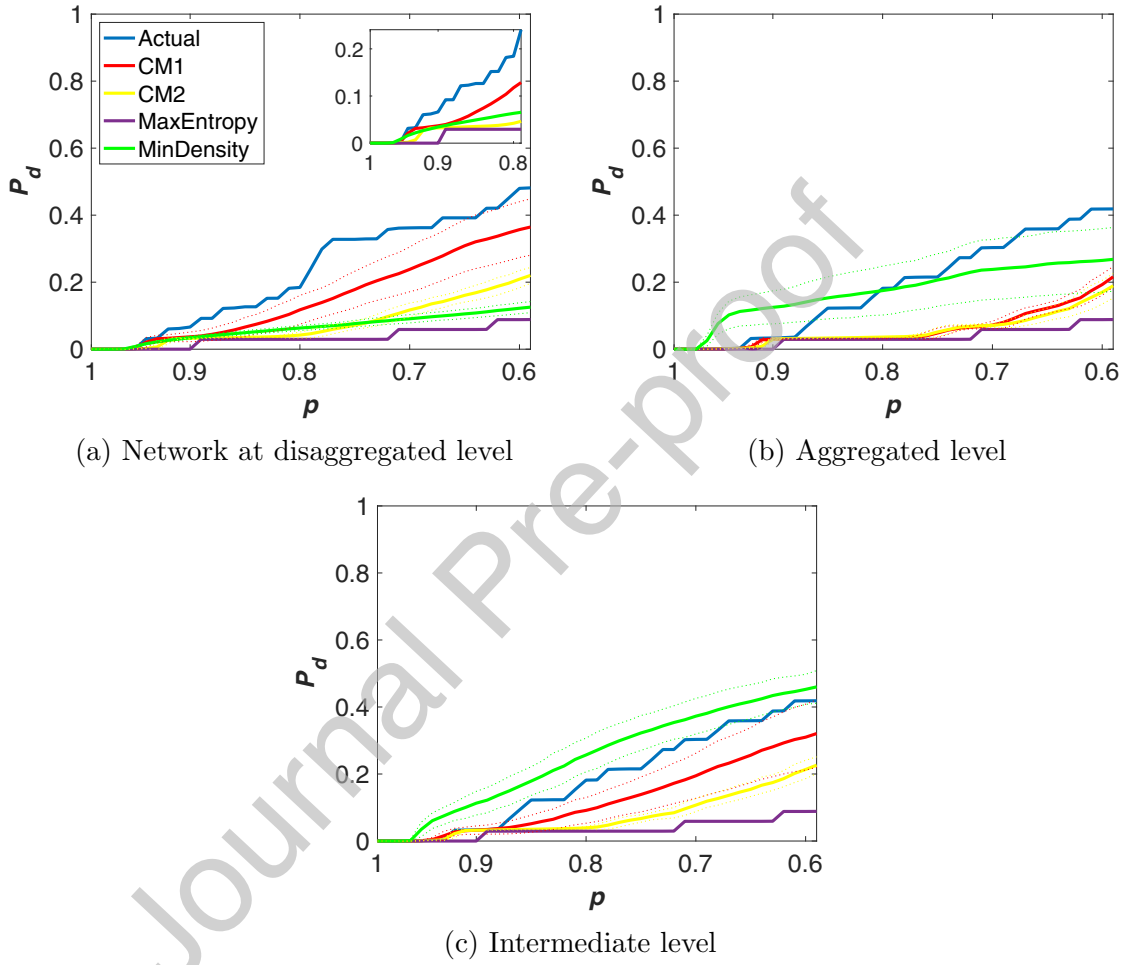 1
0.8
0.6
0.4
0.2
0
P_d
Actual
CM1
CM2
MaxEntropy
MinDensity
0.2
0.1
0
1 0.9 0.8
1 0.9 0.8 0.7 0.6
p
(a) Network at disaggregated level
1
0.8
0.6
0.4
0.2
0
P_d
1 0.9 0.8 0.7 0.6
p
(b) Aggregated level
1
0.8
0.6
0.4
0.2
0
P_d
1 0.9 0.8 0.7 0.6
p
(c) Intermediate level
Journal Pre-proof